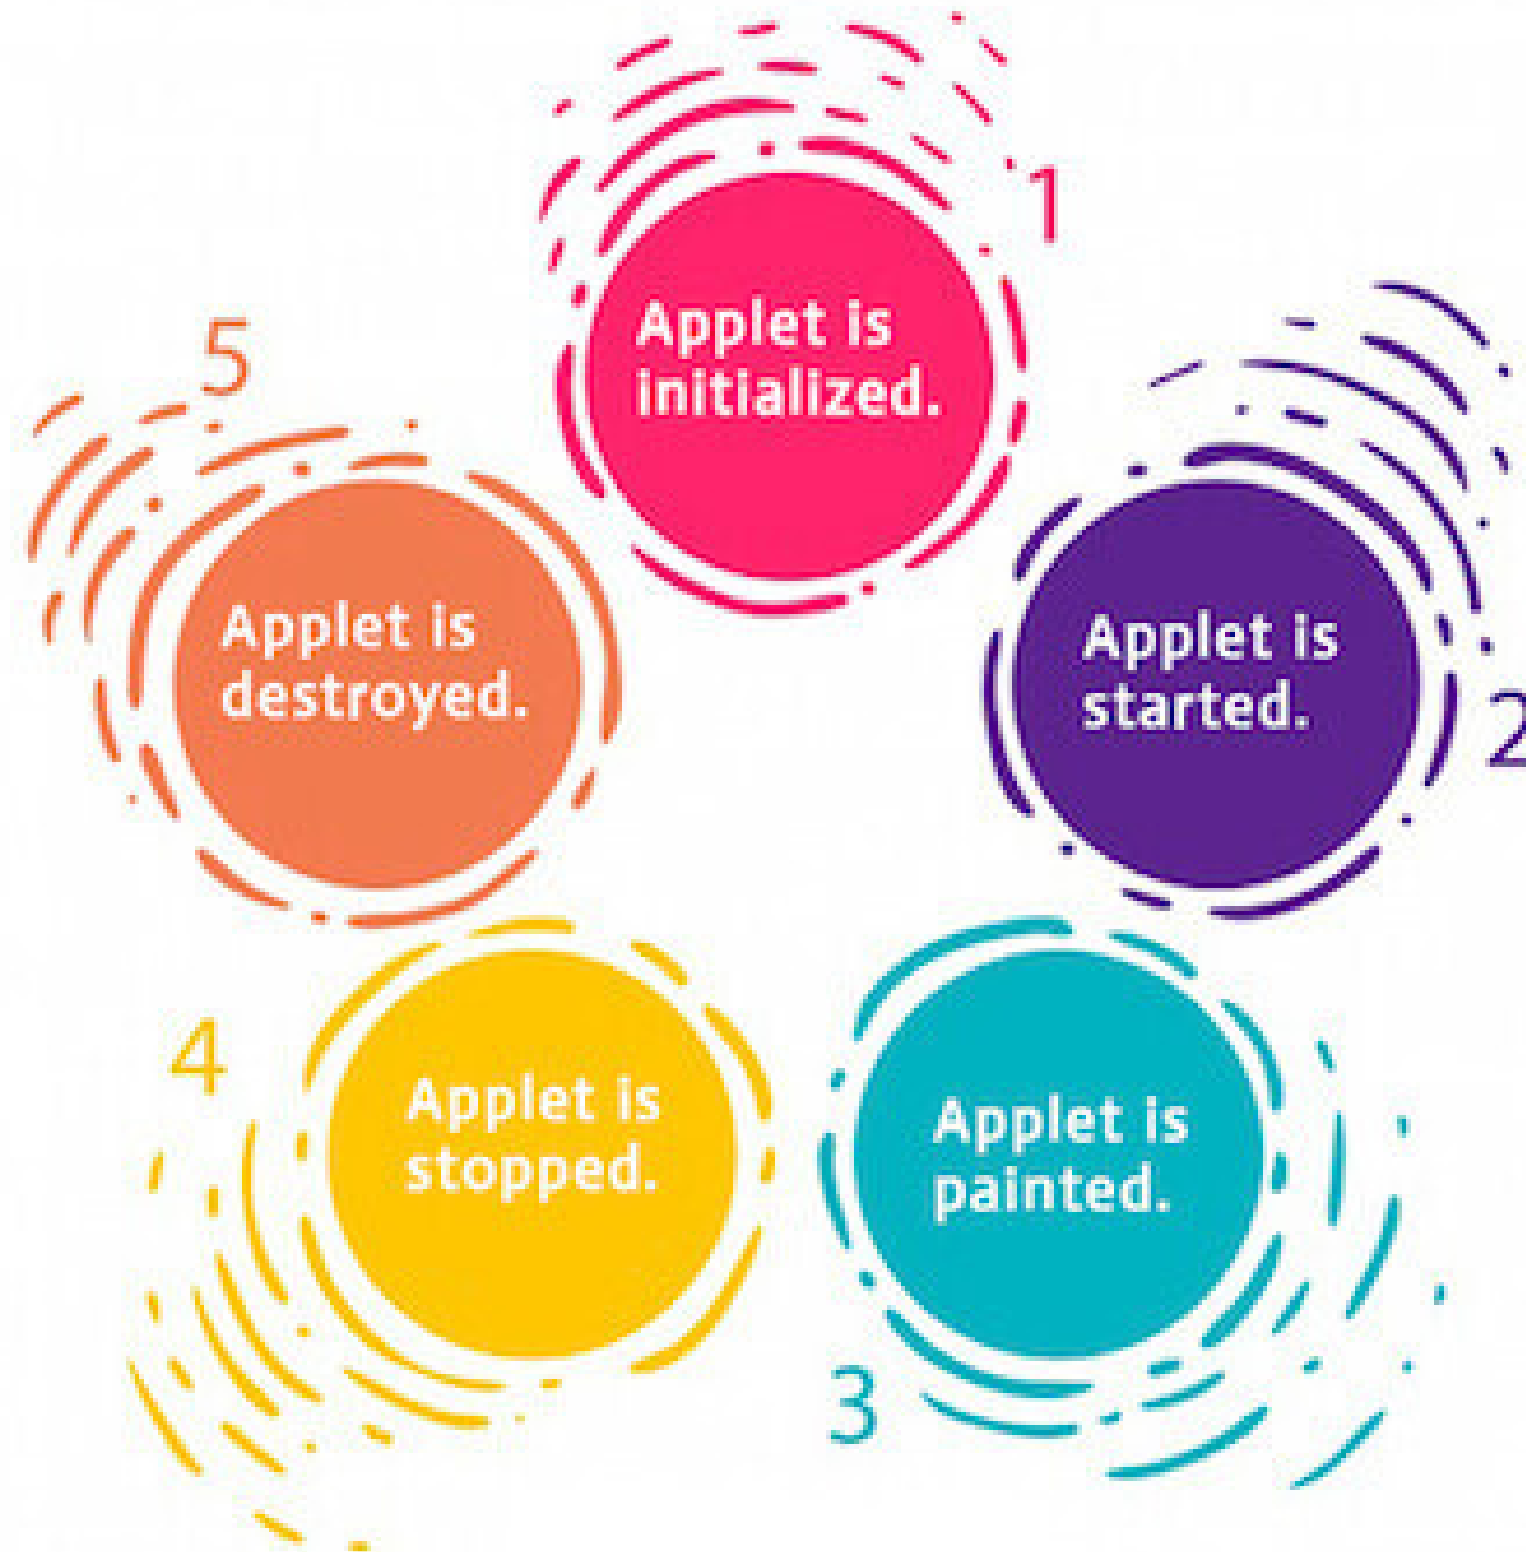 1
Applet is
initialized.
2
Applet is
started.
3
Applet is
painted.
4
Applet is
stopped.
5
Applet is
destroyed.